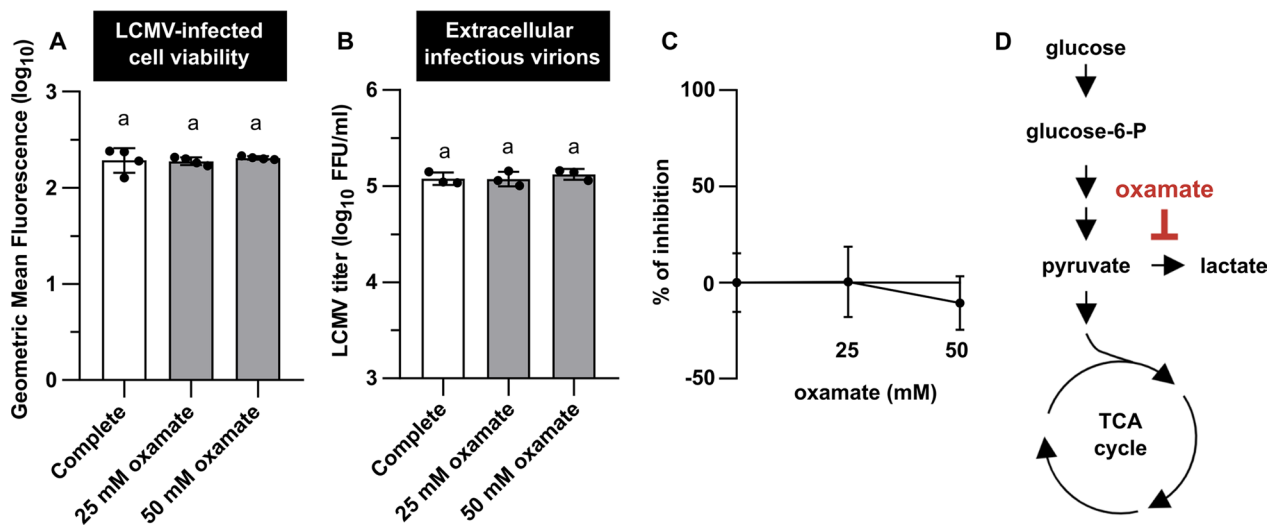 A
LCMV-infected
cell viability
Geometric Mean Fluorescence (log10)
3
2
1
0
a
a
a
Complete
25 mM oxamate
50 mM oxamate
B
Extracellular
infectious virions
LCMV titer (log10 FFU/ml)
6
5
4
3
a
a
a
Complete
25 mM oxamate
50 mM oxamate
C
% of inhibition
100
50
0
-50
25
50
oxamate (mM)
D
glucose
glucose-6-P
oxamate
pyruvate
lactate
TCA
cycle